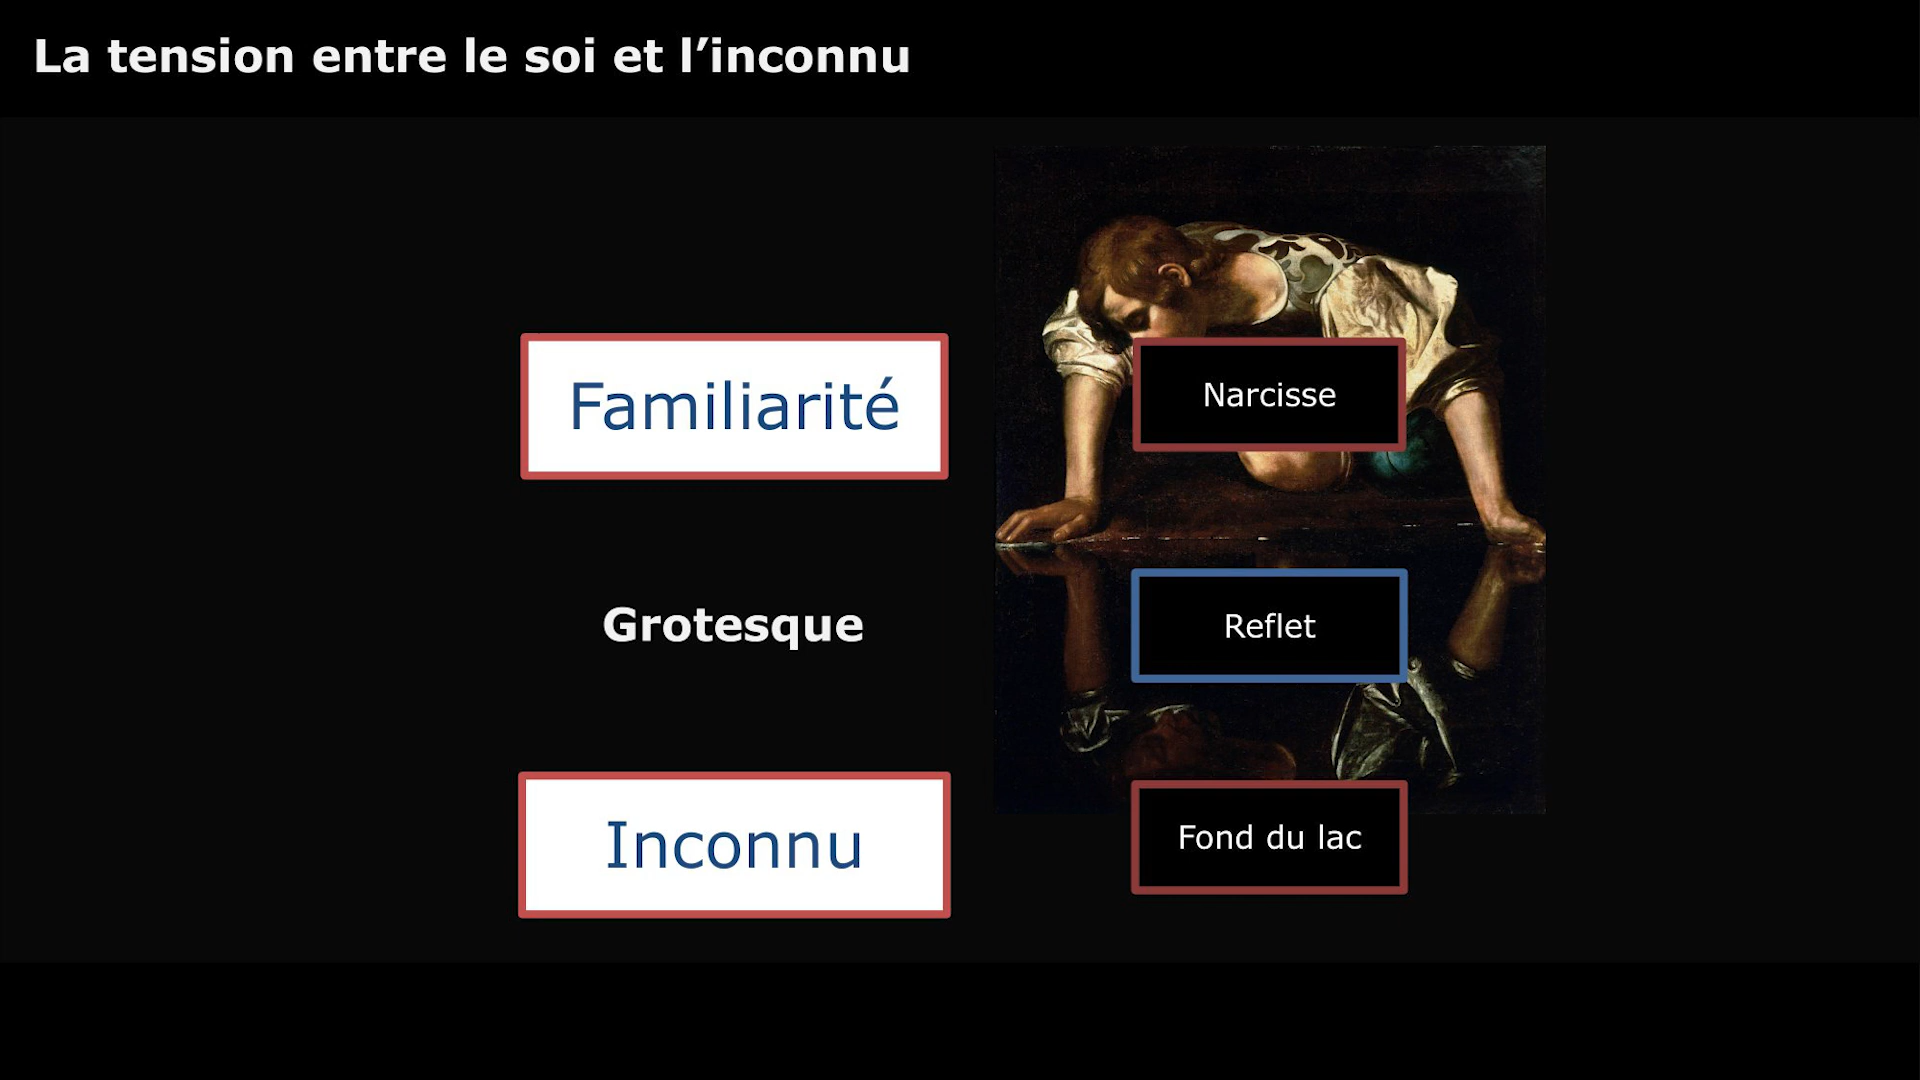 La tension entre le soi et l’inconnu
Familiarité
Narcisse
Grotesque
Reflet
Inconnu
Fond du lac